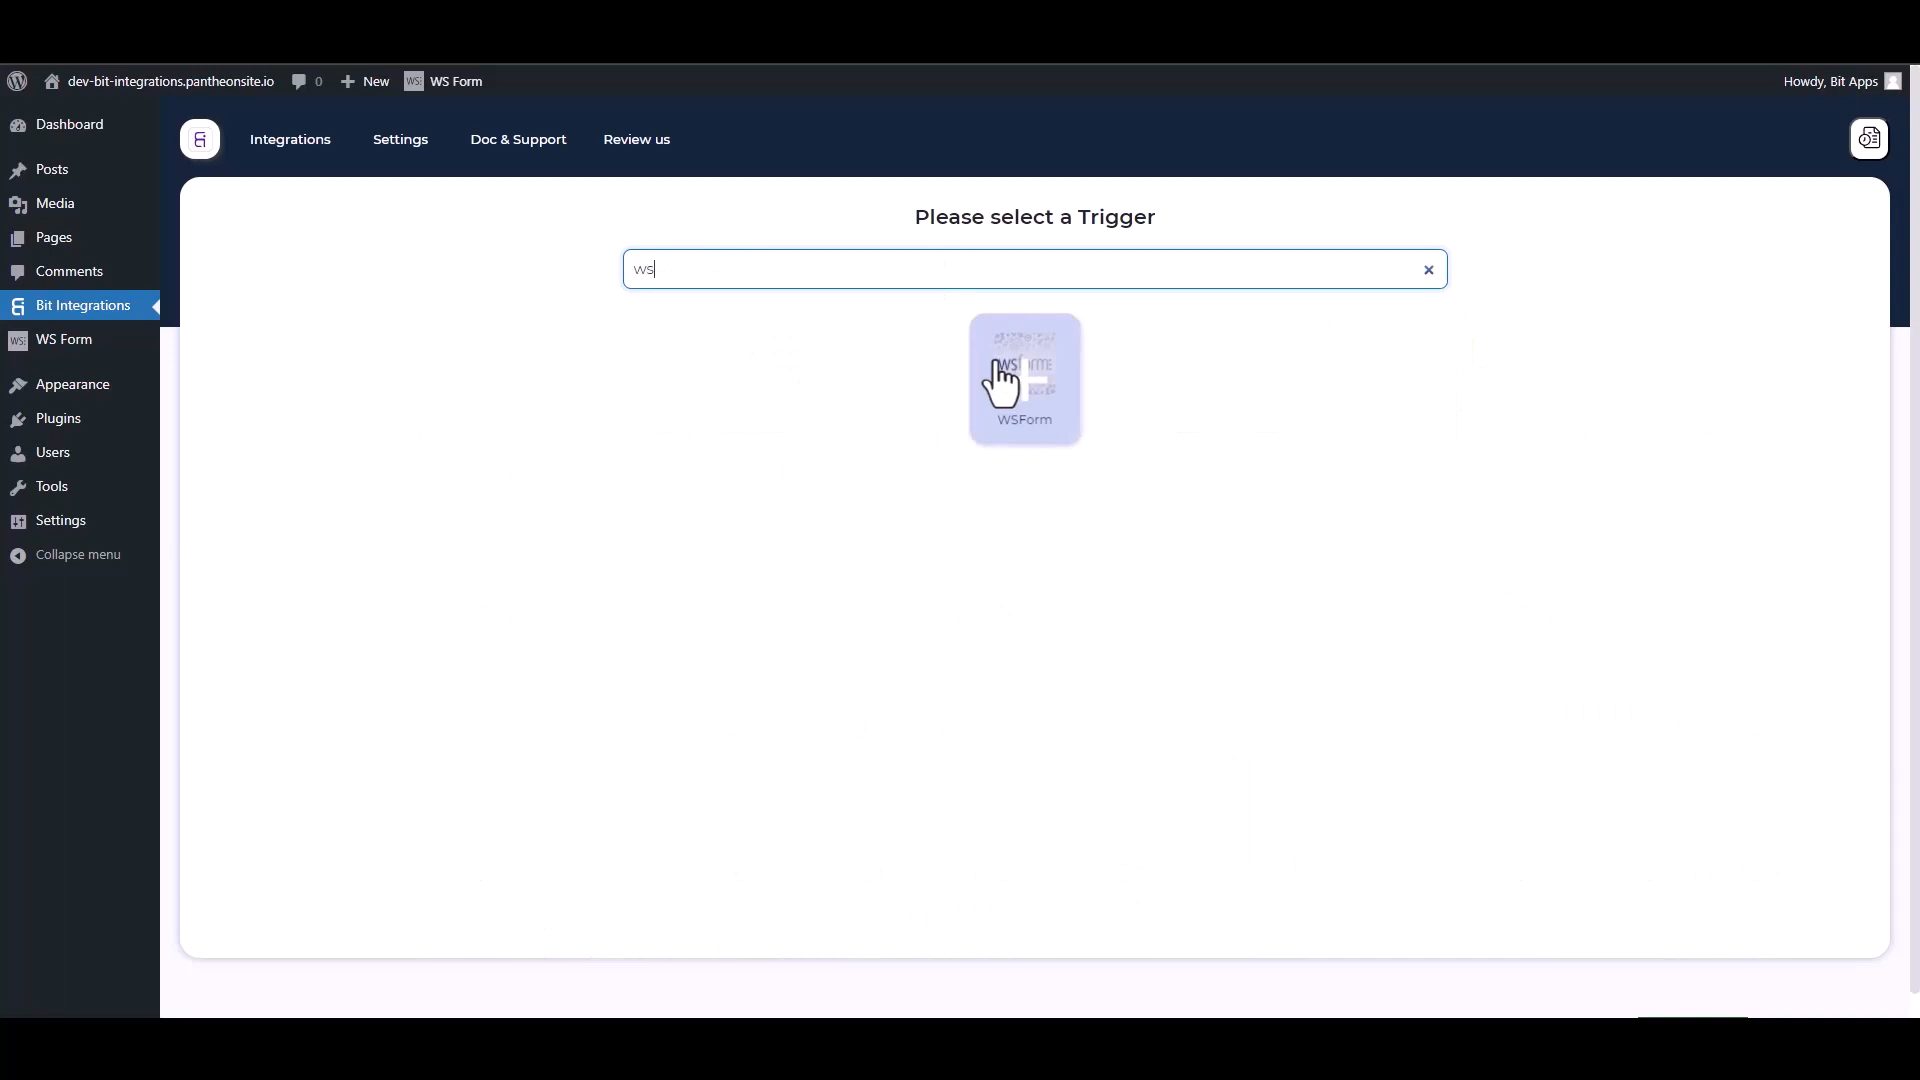 dev-bit-integrations.pantheonsite.io
0
New
WS Form
Howdy, Bit Apps
Dashboard
Posts
Media
Pages
Comments
Bit Integrations
WS Form
Appearance
Plugins
Users
Tools
Settings
Collapse menu
Integrations
Settings
Doc & Support
Review us
Please select a Trigger
ws
WSForm